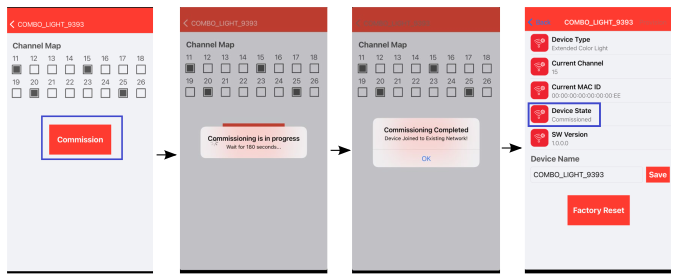 COMBO_LIGHT_9393
Channel Map
11 12 13 14 15 16 17 18
19 20 21 22 23 24 25 26
Commission
COMBO_LIGHT_9393
Channel Map
11 12 13 14 15 16 17 18
19 20 21 22 23 24 25 26
Commissioning is in progress
Wait for 180 seconds...
COMBO_LIGHT_9393
Channel Map
11 12 13 14 15 16 17 18
19 20 21 22 23 24 25 26
Commissioning Completed
Device Joined to Existing Network!
OK
Back COMBO_LIGHT_9393
Device Type
Extended Color Light
Current Channel
15
Current MAC ID
00:00:00:00:00:00:00:EE
Device State
Commissioned
SW Version
1.0.0.0
Device Name
COMBO_LIGHT_9393 Save
Factory Reset